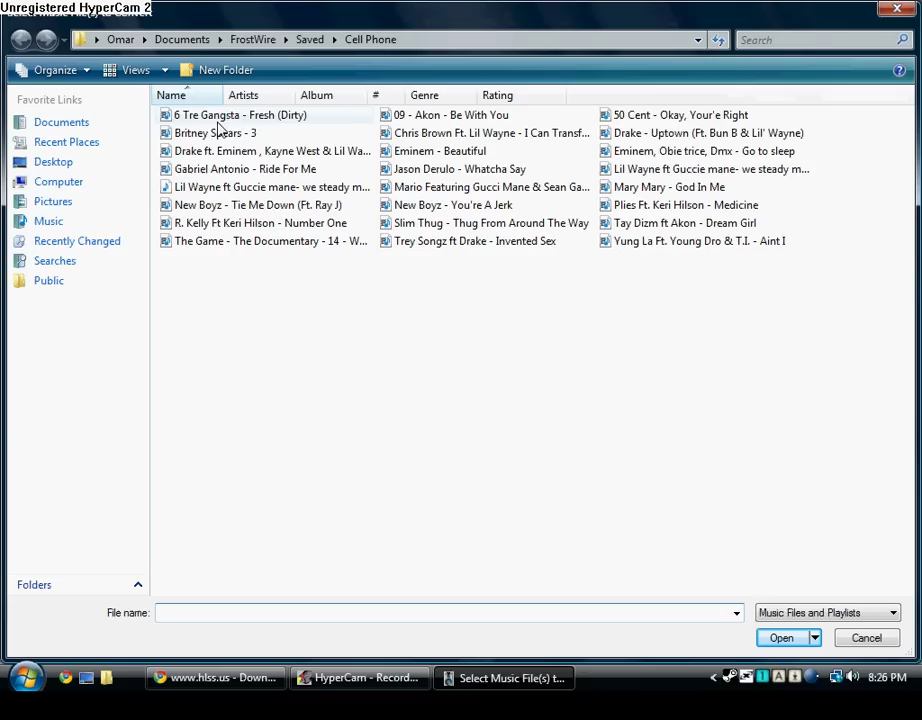 Unregistered HyperCam 2
Omar Documents FrostWire Saved Cell Phone
Search
Organize Views New Folder
Favorite Links
Documents
Recent Places
Desktop
Computer
Pictures
Music
Recently Changed
Searches
Public
Folders
Name Artists Album # Genre Rating
6 Tre Gangsta - Fresh (Dirty) 09 - Akon - Be With You 50 Cent - Okay, Your'e Right
Britney Spears - 3 Chris Brown Ft. Lil Wayne - I Can Transf... Drake - Uptown (Ft. Bun B & Lil' Wayne)
Drake ft. Eminem , Kayne West & Lil Wa... Eminem - Beautiful Eminem, Obie trice, Dmx - Go to sleep
Gabriel Antonio - Ride For Me Jason Derulo - Whatcha Say Lil Wayne ft Guccie mane- we steady m...
Lil Wayne ft Guccie mane- we steady m... Mario Featuring Gucci Mane & Sean Ga... Mary Mary - God In Me
New Boyz - Tie Me Down (Ft. Ray J) New Boyz - You're A Jerk Plies Ft. Keri Hilson - Medicine
R. Kelly Ft Keri Hilson - Number One Slim Thug - Thug From Around The Way Tay Dizm ft Akon - Dream Girl
The Game - The Documentary - 14 - W... Trey Songz ft Drake - Invented Sex Yung La Ft. Young Dro & T.I. - Aint I
File name: Music Files and Playlists
Open Cancel
www.hlss.us - Down... HyperCam - Record... Select Music File(s) t... 8:26 PM